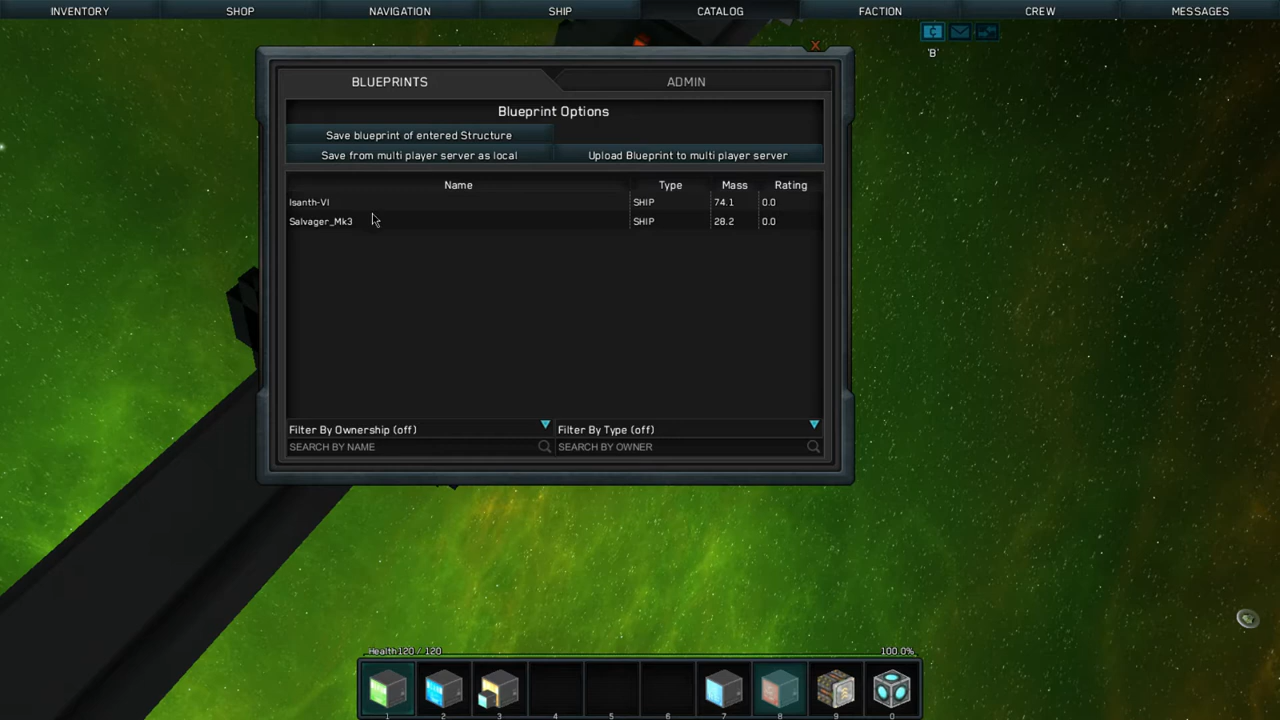 INVENTORY SHOP NAVIGATION SHIP CATALOG FACTION CREW MESSAGES
'B'
X
BLUEPRINTS ADMIN
Blueprint Options
Save blueprint of entered Structure
Save from multi player server as local Upload Blueprint to multi player server
Name Type Mass Rating
Isanth-VI SHIP 74.1 0.0
Salvager_Mk3 SHIP 28.2 0.0
Filter By Ownership (off) Filter By Type (off)
SEARCH BY NAME SEARCH BY OWNER
Health120 / 120 100.0%
1 2 3 4 5 6 7 8 9 0